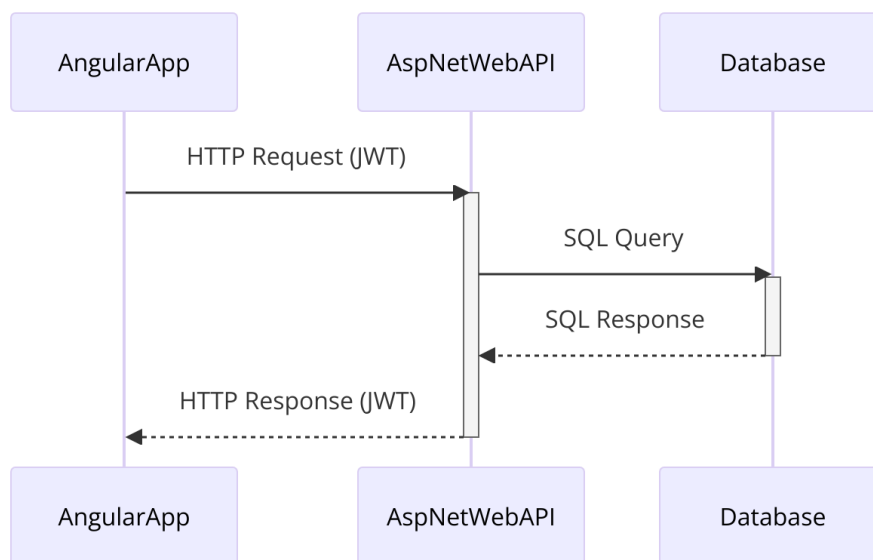 AngularApp
AspNetWebAPI
Database
HTTP Request (JWT)
SQL Query
SQL Response
HTTP Response (JWT)
AngularApp
AspNetWebAPI
Database